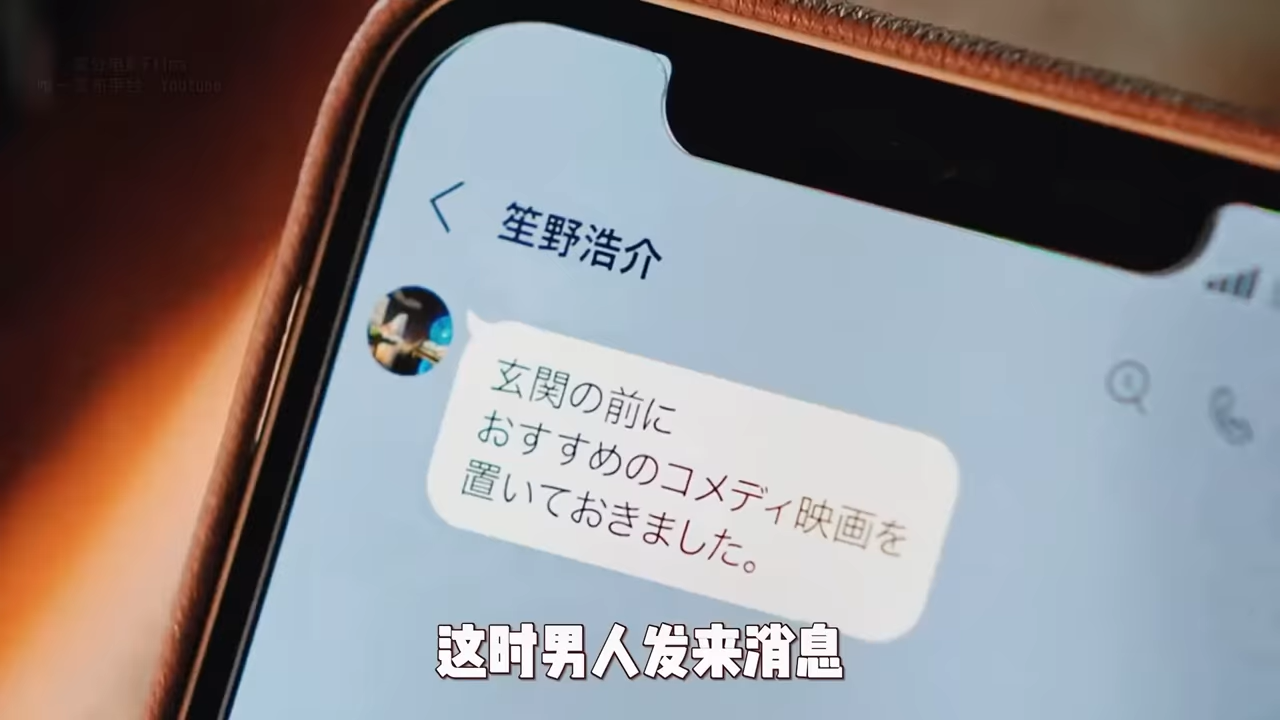 笙野浩介
玄関の前に
おすすめのコメディ映画を
置いておきました。
这时男人发来消息